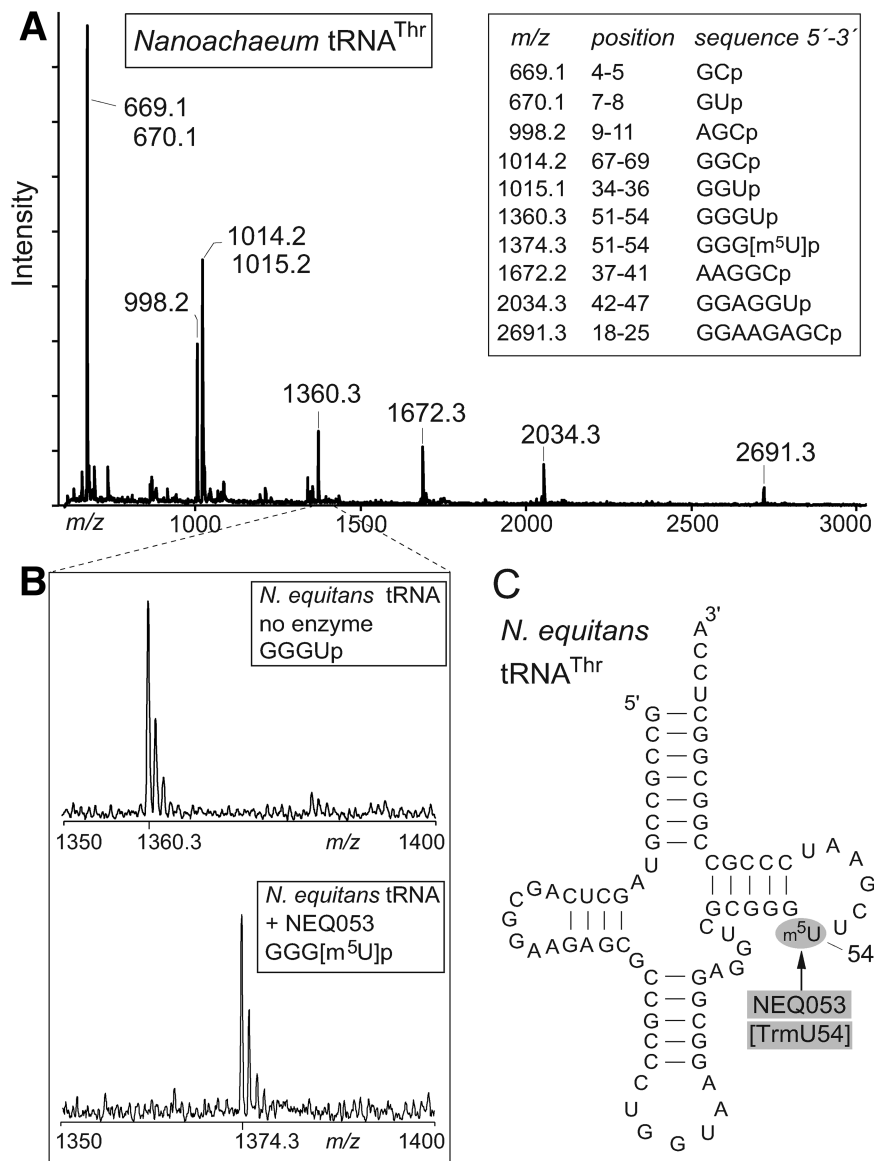 A
Nanoachaeum tRNAThr
m/z position sequence 5´-3´
669.1 4-5 GCp
670.1 7-8 GUp
998.2 9-11 AGCp
1014.2 67-69 GGCp
1015.1 34-36 GGUp
1360.3 51-54 GGGUp
1374.3 51-54 GGG[m5U]p
1672.2 37-41 AAGGCp
2034.3 42-47 GGAGGUp
2691.3 18-25 GGAAGAGCp
Intensity
669.1
670.1
998.2
1014.2
1015.2
1360.3
1672.3
2034.3
2691.3
m/z 1000 1500 2000 2500 3000
B
N. equitans tRNA
no enzyme
GGGUp
1350 1360.3 m/z 1400
N. equitans tRNA
+ NEQ053
GGG[m5U]p
1350 1374.3 m/z 1400
C
N. equitans
tRNAThr
3'
A
C
C
U
5'
G C
C G
C G
G C
C G
C G
G C
U
A
CGCCC
U A A G C U
GCGGG
m5U
54
C U G G A
AGCUCAG
C G G
GAAGAGC
G
C G
C G
G C
C G
C G
C A
U A
G G U
NEQ053
[TrmU54]